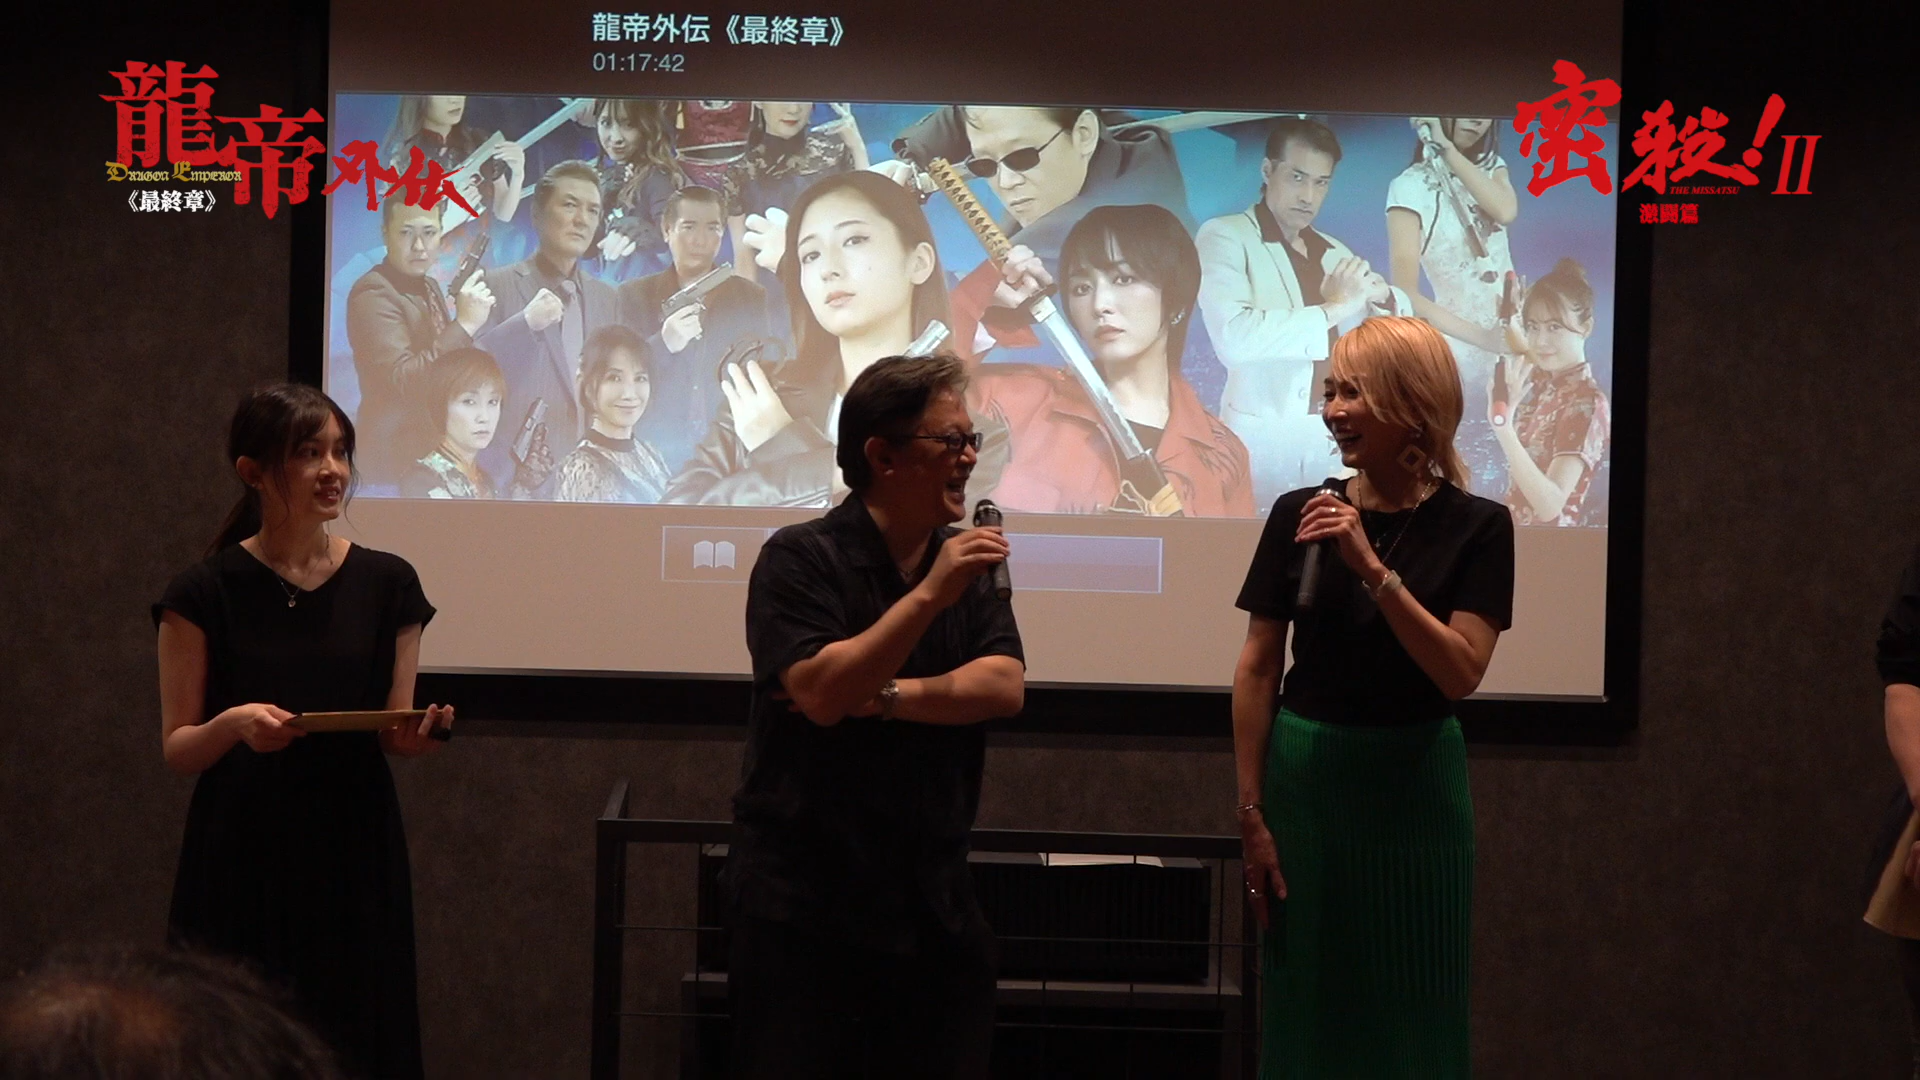 龍帝外伝《最終章》
01:17:42
龍帝外伝
DRAGON EMPEROR
《最終章》
密殺!II
THE MISSATSU
激闘篇